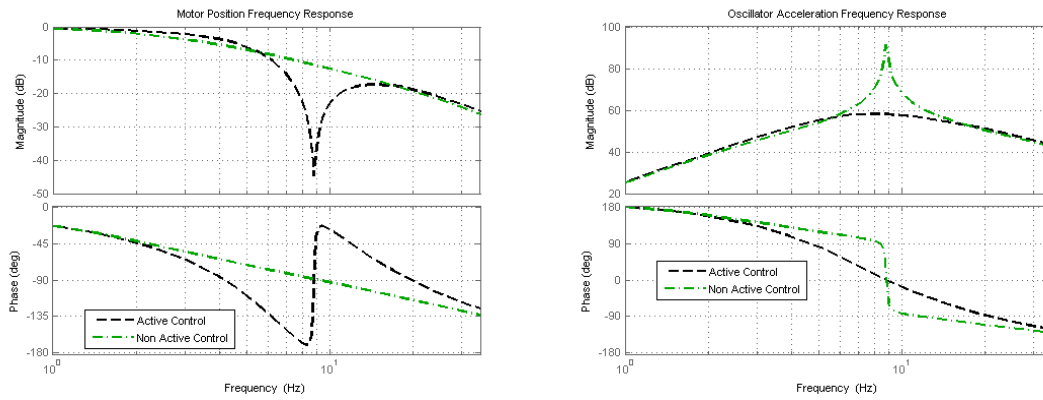 Motor Position Frequency Response
Magnitude (dB)
0
-10
-20
-30
-40
-50
Phase (deg)
0
-45
-90
-135
-180
Active Control
Non Active Control
10^0
10^1
Frequency (Hz)
Oscillator Acceleration Frequency Response
Magnitude (dB)
100
80
60
40
20
Phase (deg)
180
90
0
-90
-180
Active Control
Non Active Control
10^0
10^1
Frequency (Hz)